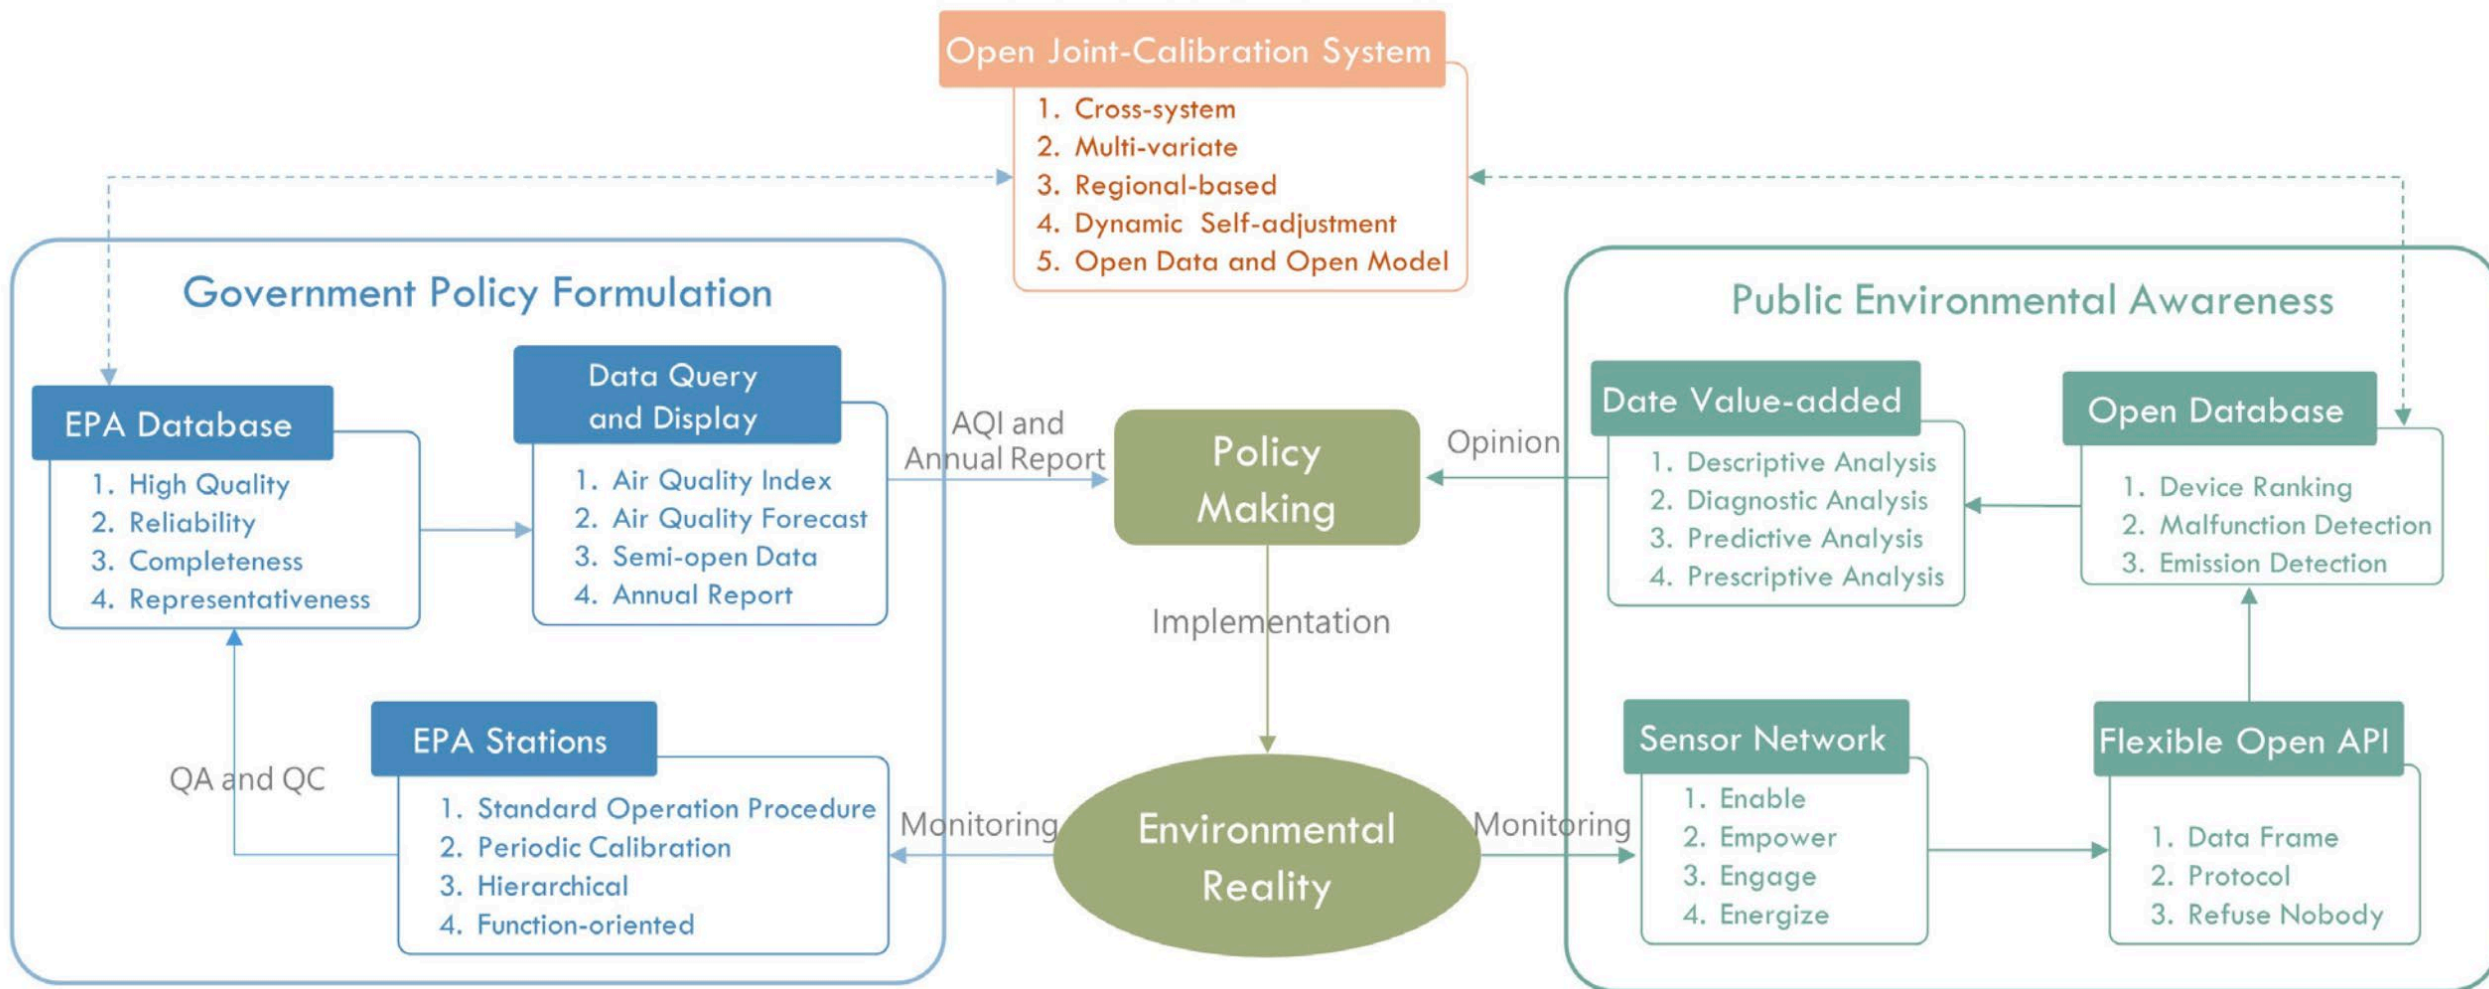 Open Joint-Calibration System
1. Cross-system
2. Multi-variate
3. Regional-based
4. Dynamic Self-adjustment
5. Open Data and Open Model
Government Policy Formulation
EPA Database
1. High Quality
2. Reliability
3. Completeness
4. Representativeness
Data Query
and Display
1. Air Quality Index
2. Air Quality Forecast
3. Semi-open Data
4. Annual Report
QA and QC
EPA Stations
1. Standard Operation Procedure
2. Periodic Calibration
3. Hierarchical
4. Function-oriented
AQI and
Annual Report
Policy
Making
Opinion
Implementation
Monitoring
Environmental
Reality
Monitoring
Public Environmental Awareness
Date Value-added
1. Descriptive Analysis
2. Diagnostic Analysis
3. Predictive Analysis
4. Prescriptive Analysis
Open Database
1. Device Ranking
2. Malfunction Detection
3. Emission Detection
Sensor Network
1. Enable
2. Empower
3. Engage
4. Energize
Flexible Open API
1. Data Frame
2. Protocol
3. Refuse Nobody